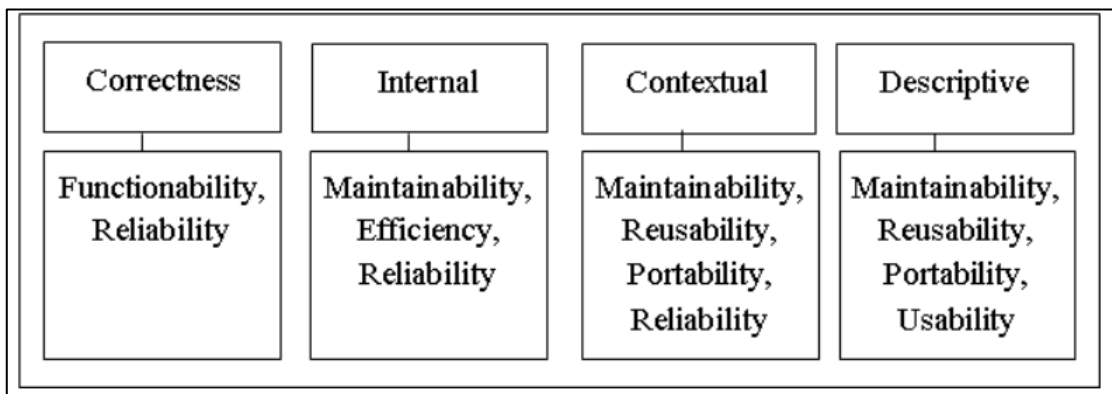 Correctness
Functionability,
Reliability
Internal
Maintainability,
Efficiency,
Reliability
Contextual
Maintainability,
Reusability,
Portability,
Reliability
Descriptive
Maintainability,
Reusability,
Portability,
Usability